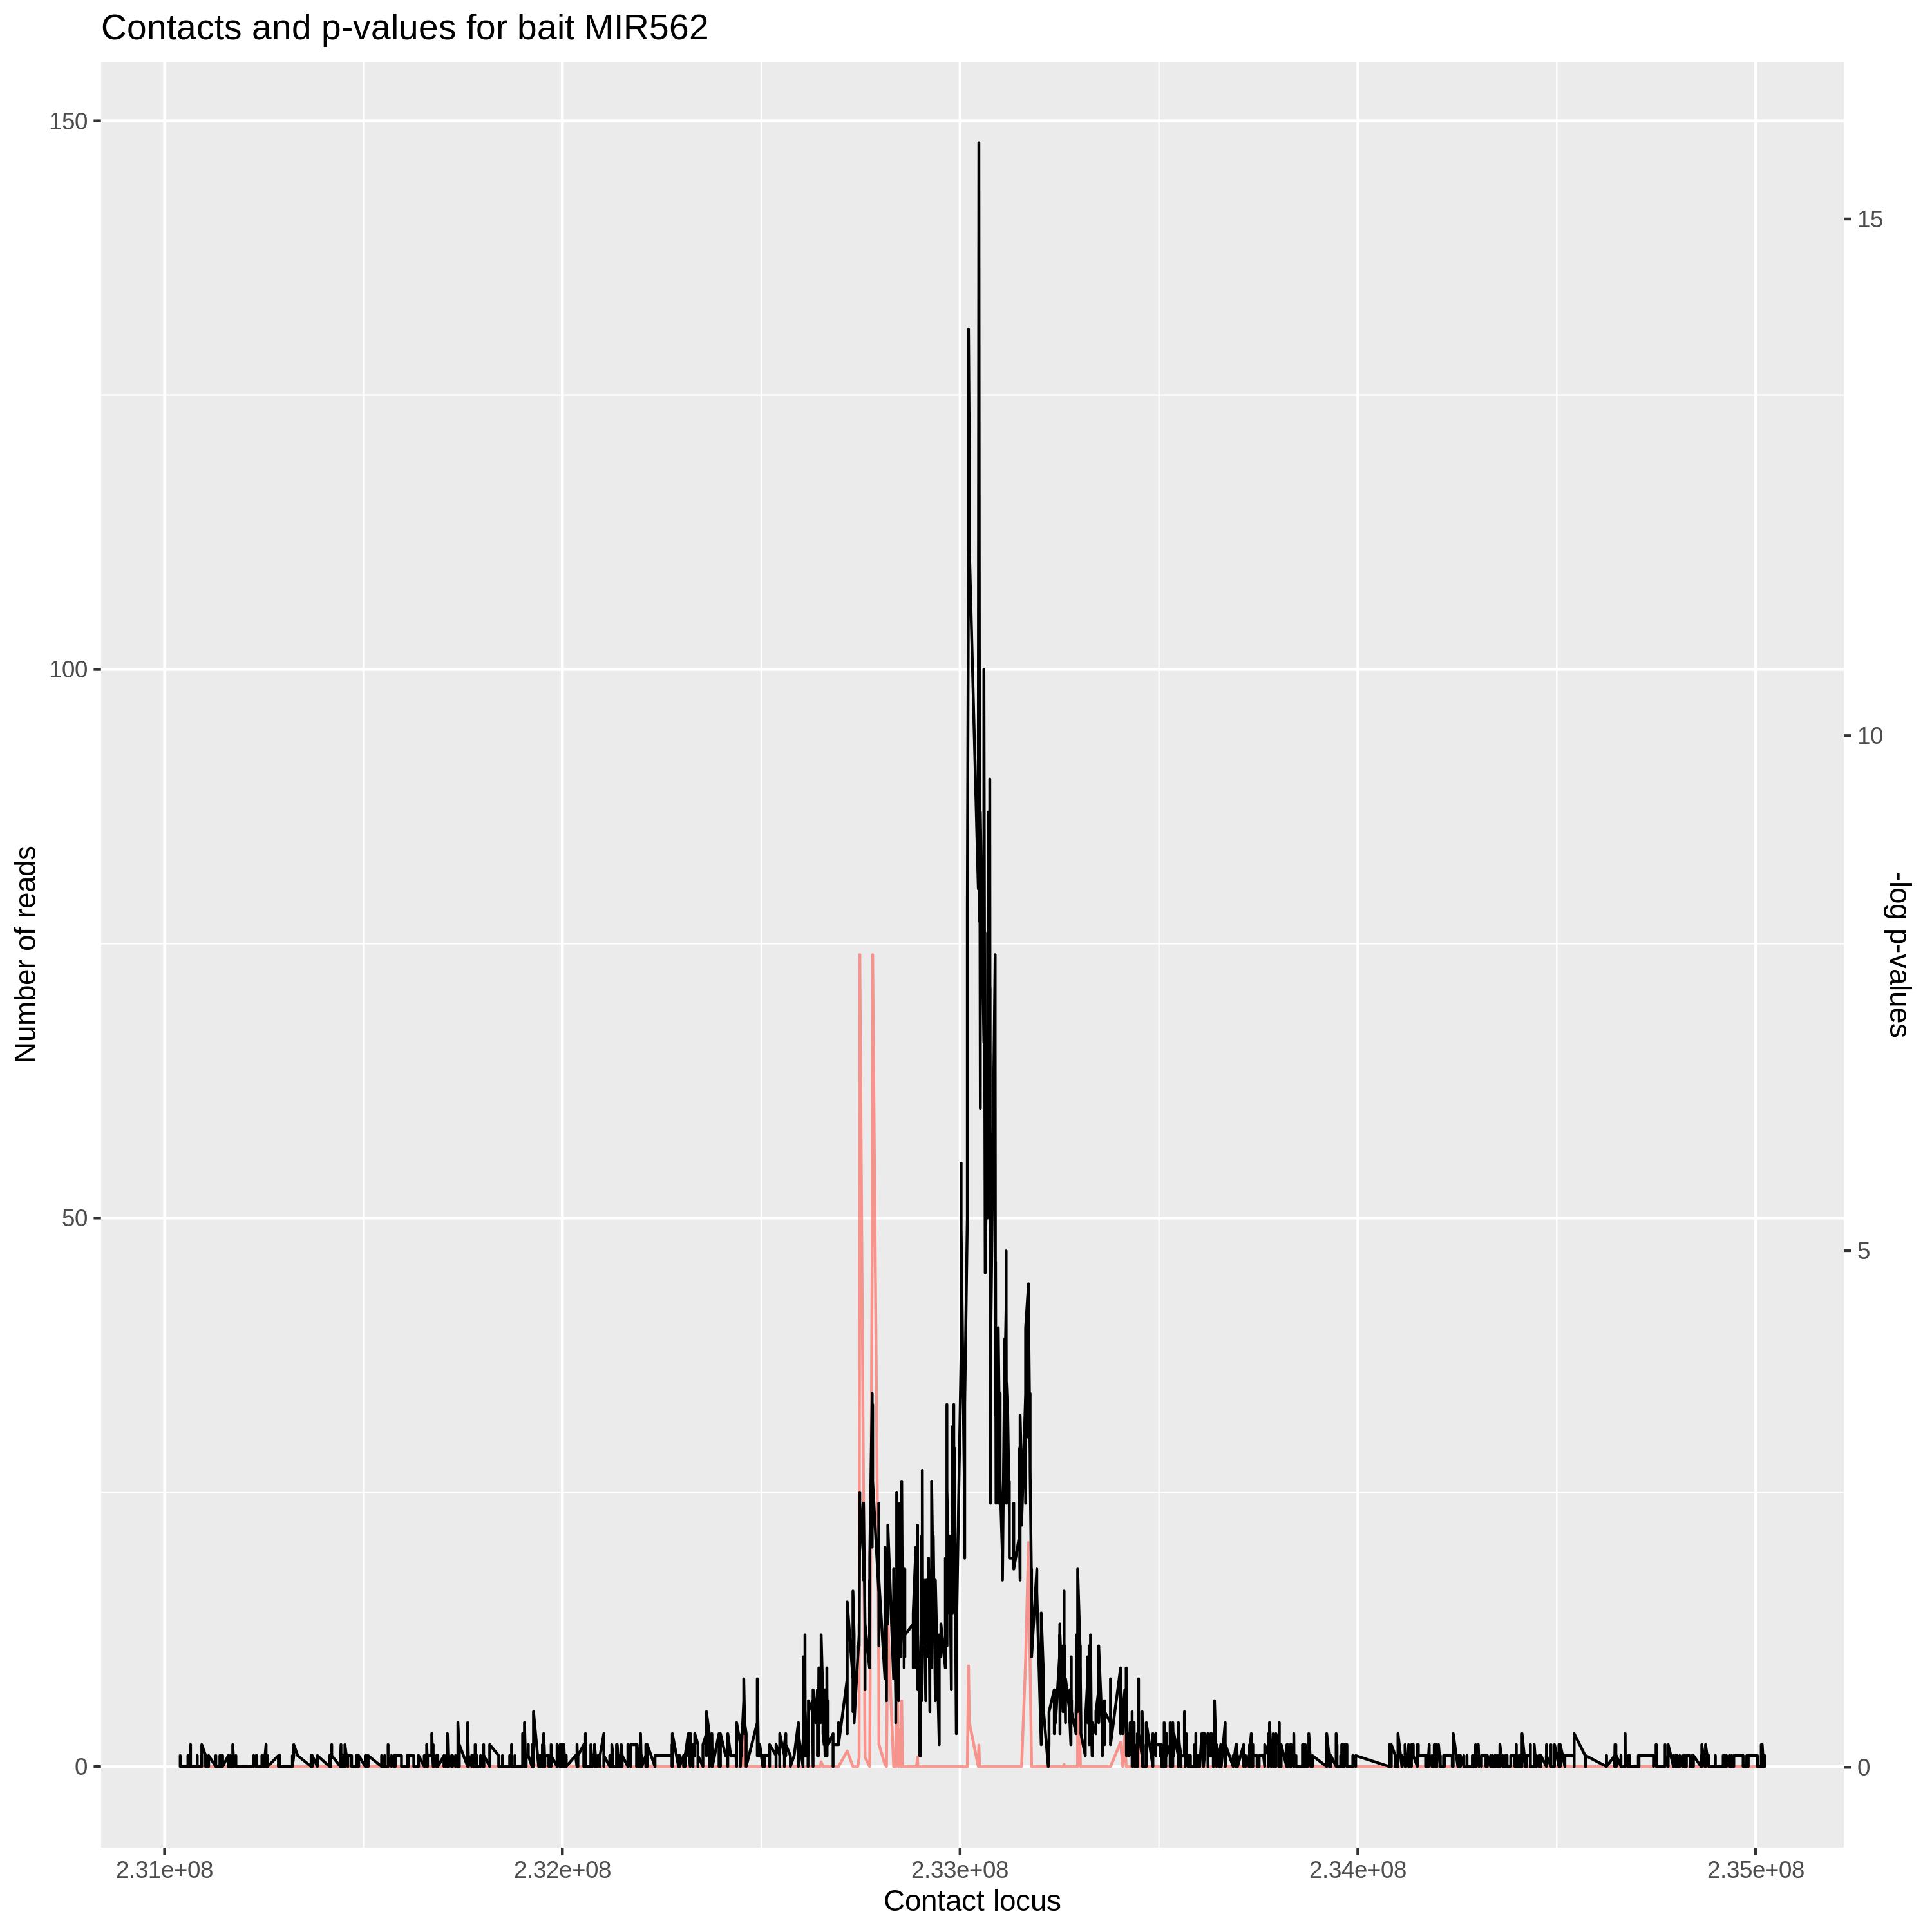 Contacts and p-values for bait MIR562
150
100
50
0
Number of reads
15
10
5
0
-log p-values
2.31e+08
2.32e+08
2.33e+08
2.34e+08
2.35e+08
Contact locus